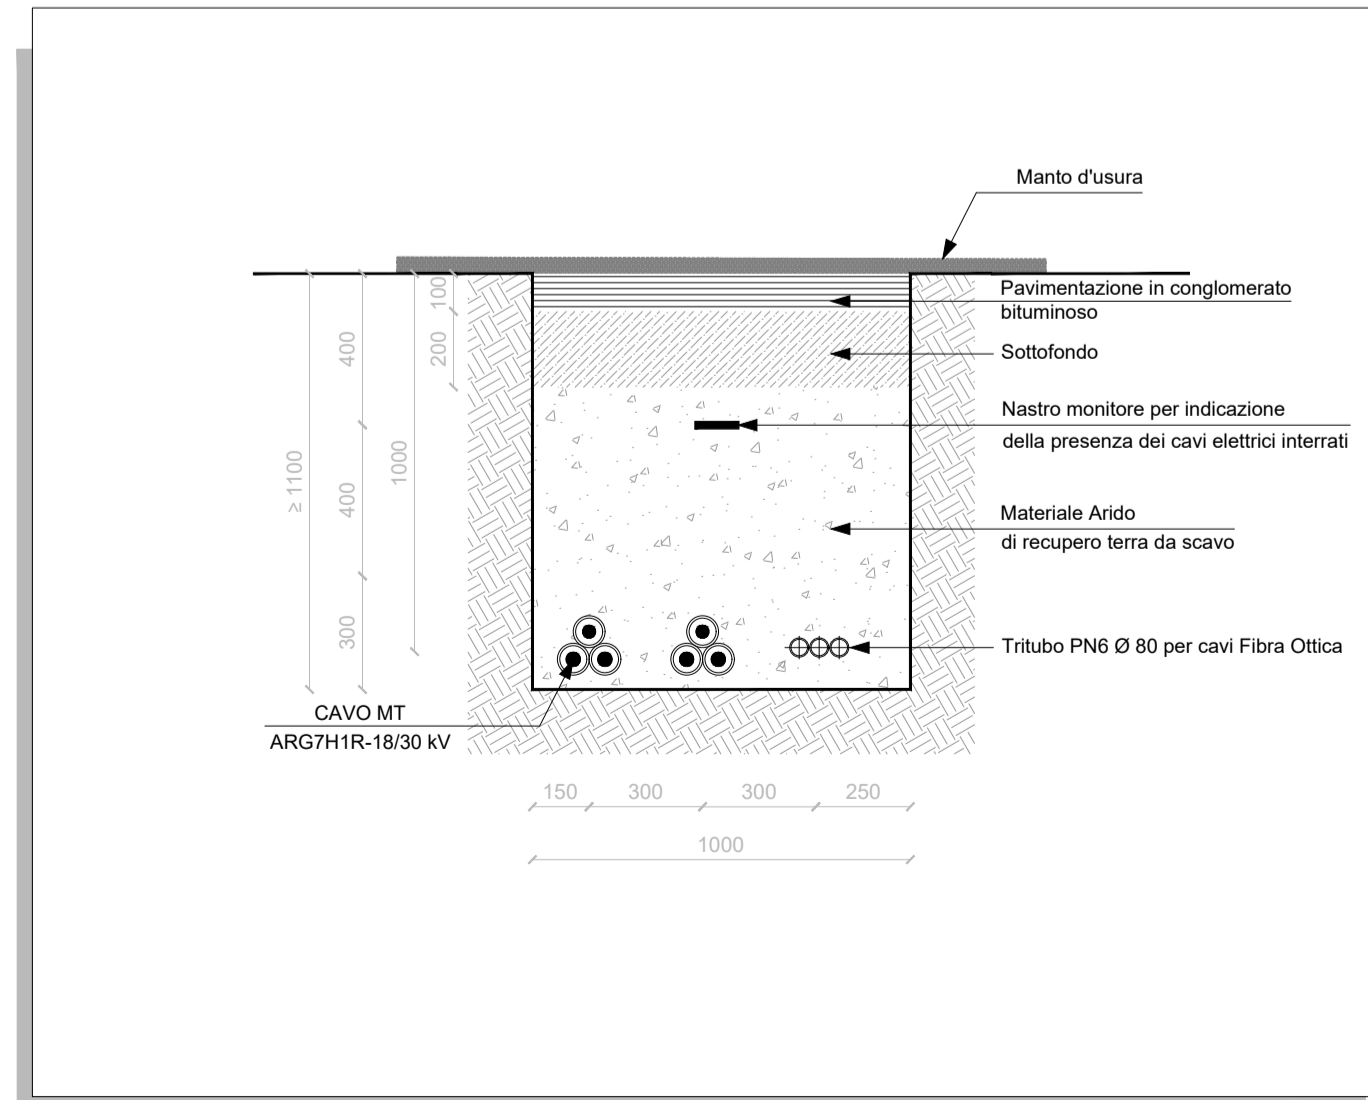 Manto d'usura
Pavimentazione in conglomerato
bituminoso
Sottofondo
Nastro monitore per indicazione
della presenza dei cavi elettrici interrati
Materiale Arido
di recupero terra da scavo
Tritubo PN6 Ø 80 per cavi Fibra Ottica
100
200
400
400
300
1000
≥ 1100
CAVO MT
ARG7H1R-18/30 kV
150 300 300 250
1000